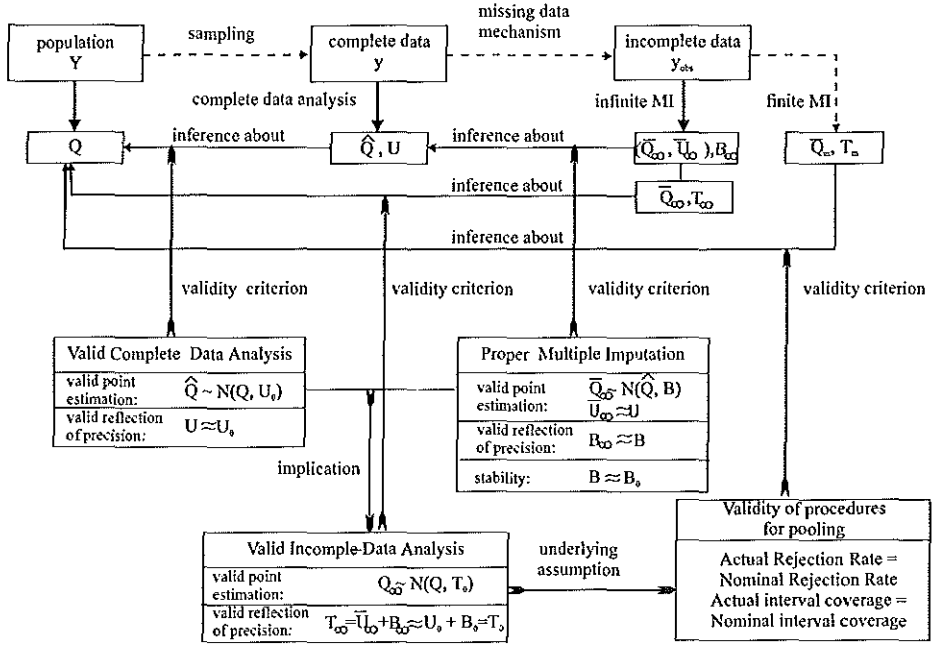 population
Y
sampling
complete data
y
missing data
mechanism
incomplete data
y_obs
complete data analysis
infinite MI
finite MI
Q
inference about
Q̂ , U
inference about
(Q̅∞, U̅∞ ),B∞
Q̅m, Tm
inference about
Q̅∞,T∞
inference about
validity criterion
validity criterion
validity criterion
validity criterion
Valid Complete Data Analysis
valid point
estimation:
Q̂ ~ N(Q, U₀)
valid reflection
of precision:
U ≈U₀
Proper Multiple Imputation
valid point
estimation:
Q̅∞~ N(Q̂, B)
U̅∞≈U
valid reflection
of precision:
B∞ ≈B
stability:
B ≈B₀
implication
Valid Incomple-Data Analysis
valid point
estimation:
Q∞~ N(Q, T₀)
valid reflection
of precision:
T∞=U̅∞+B∞≈U₀ + B₀=T₀
underlying
assumption
Validity of procedures
for pooling
Actual Rejection Rate =
Nominal Rejection Rate
Actual interval coverage =
Nominal interval coverage